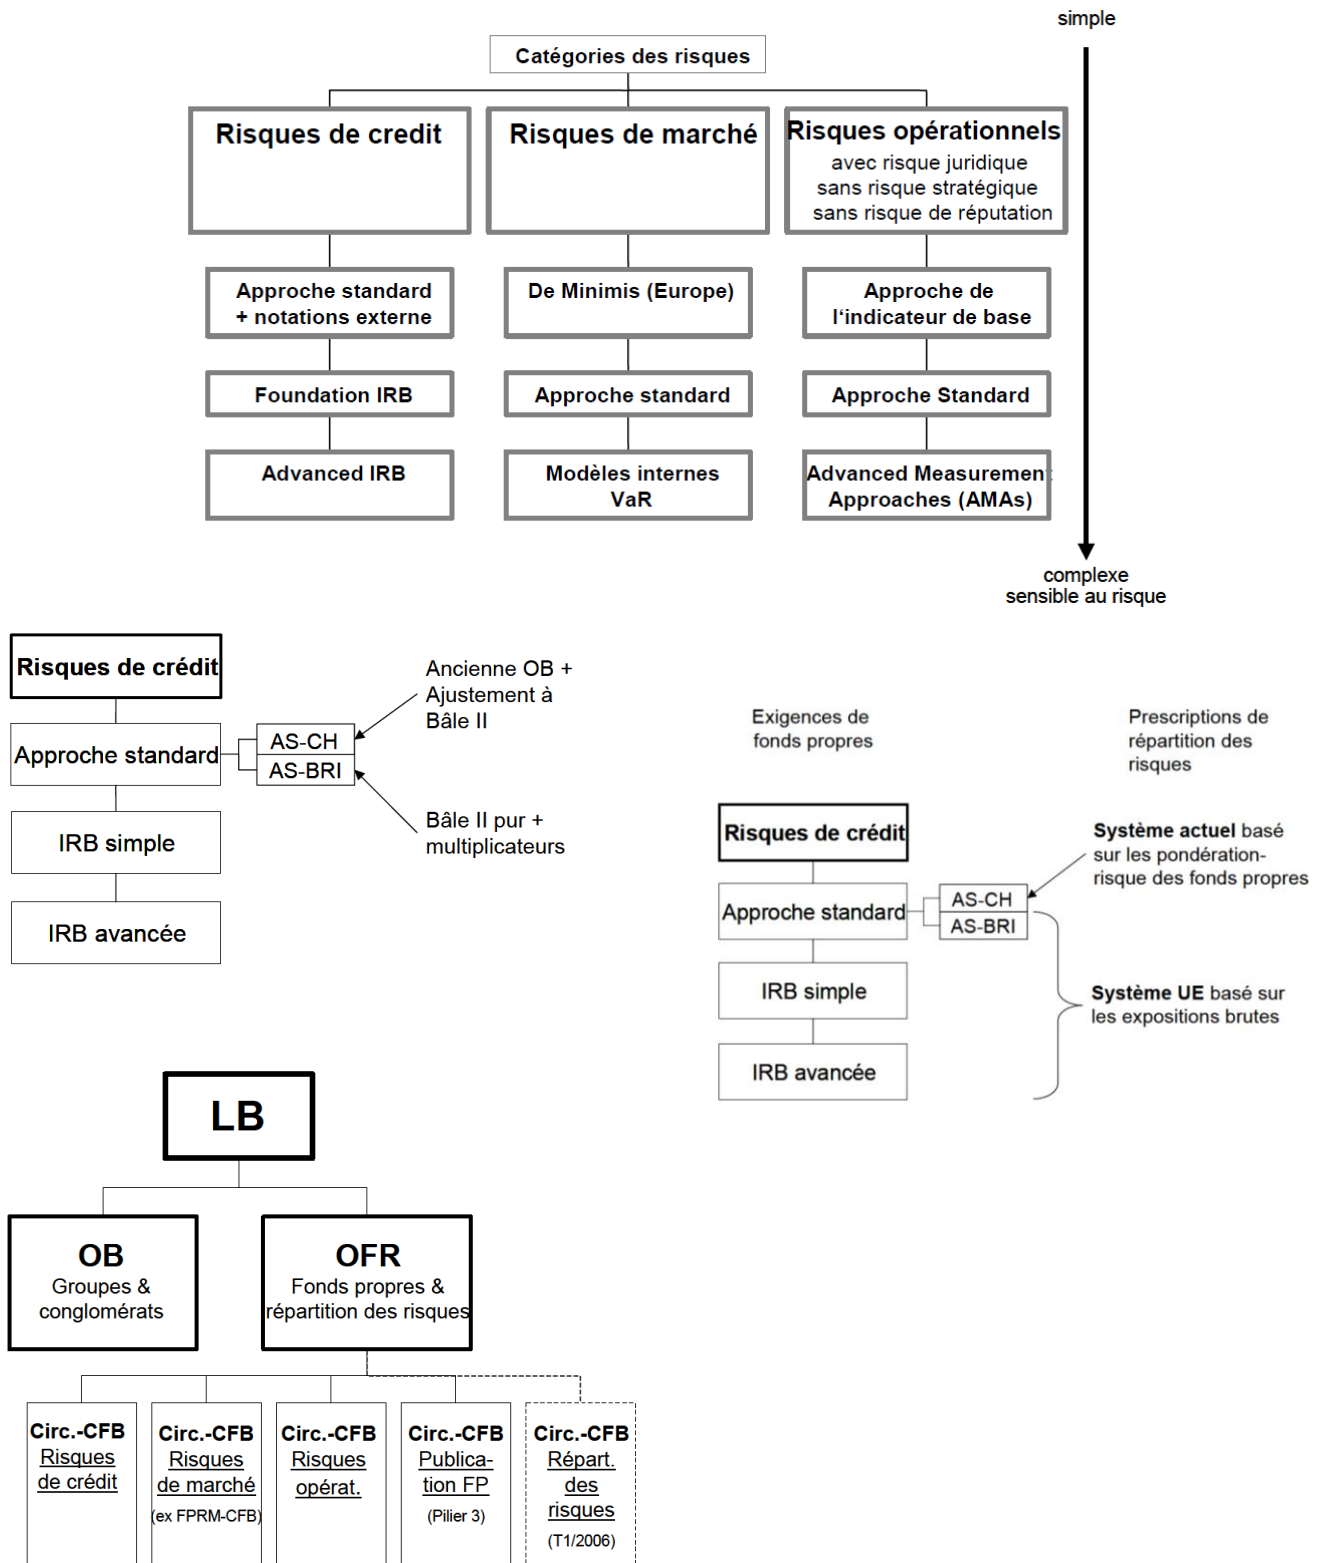 simple
Catégories des risques
Risques de credit
Risques de marché
Risques opérationnels
avec risque juridique
sans risque stratégique
sans risque de réputation
Approche standard
+ notations externe
De Minimis (Europe)
Approche de
l‘indicateur de base
Foundation IRB
Approche standard
Approche Standard
Advanced IRB
Modèles internes
VaR
Advanced Measurement
Approaches (AMAs)
complexe
sensible au risque
Risques de crédit
Approche standard
AS-CH
AS-BRI
IRB simple
IRB avancée
Ancienne OB +
Ajustement à
Bâle II
Bâle II pur +
multiplicateurs
Exigences de
fonds propres
Prescriptions de
répartition des
risques
Risques de crédit
Approche standard
AS-CH
AS-BRI
IRB simple
IRB avancée
Système actuel basé
sur les pondération-
risque des fonds propres
Système UE basé sur
les expositions brutes
LB
OB
Groupes &
conglomérats
OFR
Fonds propres &
répartition des risques
Circ.-CFB
Risques
de crédit
Circ.-CFB
Risques
de marché
(ex FPRM-CFB)
Circ.-CFB
Risques
opérat.
Circ.-CFB
Publica-
tion FP
(Pilier 3)
Circ.-CFB
Répart.
des
risques
(T1/2006)